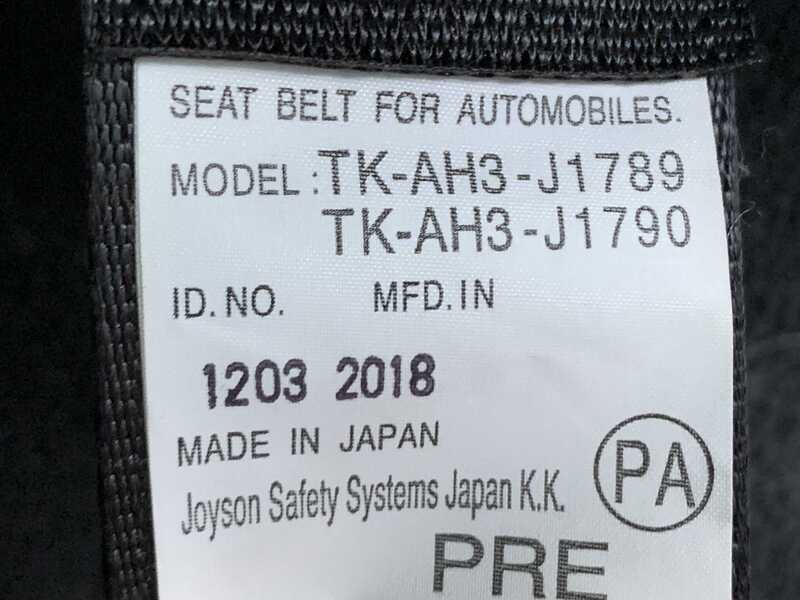 SEAT BELT FOR AUTOMOBILES.
MODEL : TK-AH3-J1789
TK-AH3-J1790
ID. NO. MFD. IN
1203 2018
MADE IN JAPAN
Joyson Safety Systems Japan K.K.
PA
PRE